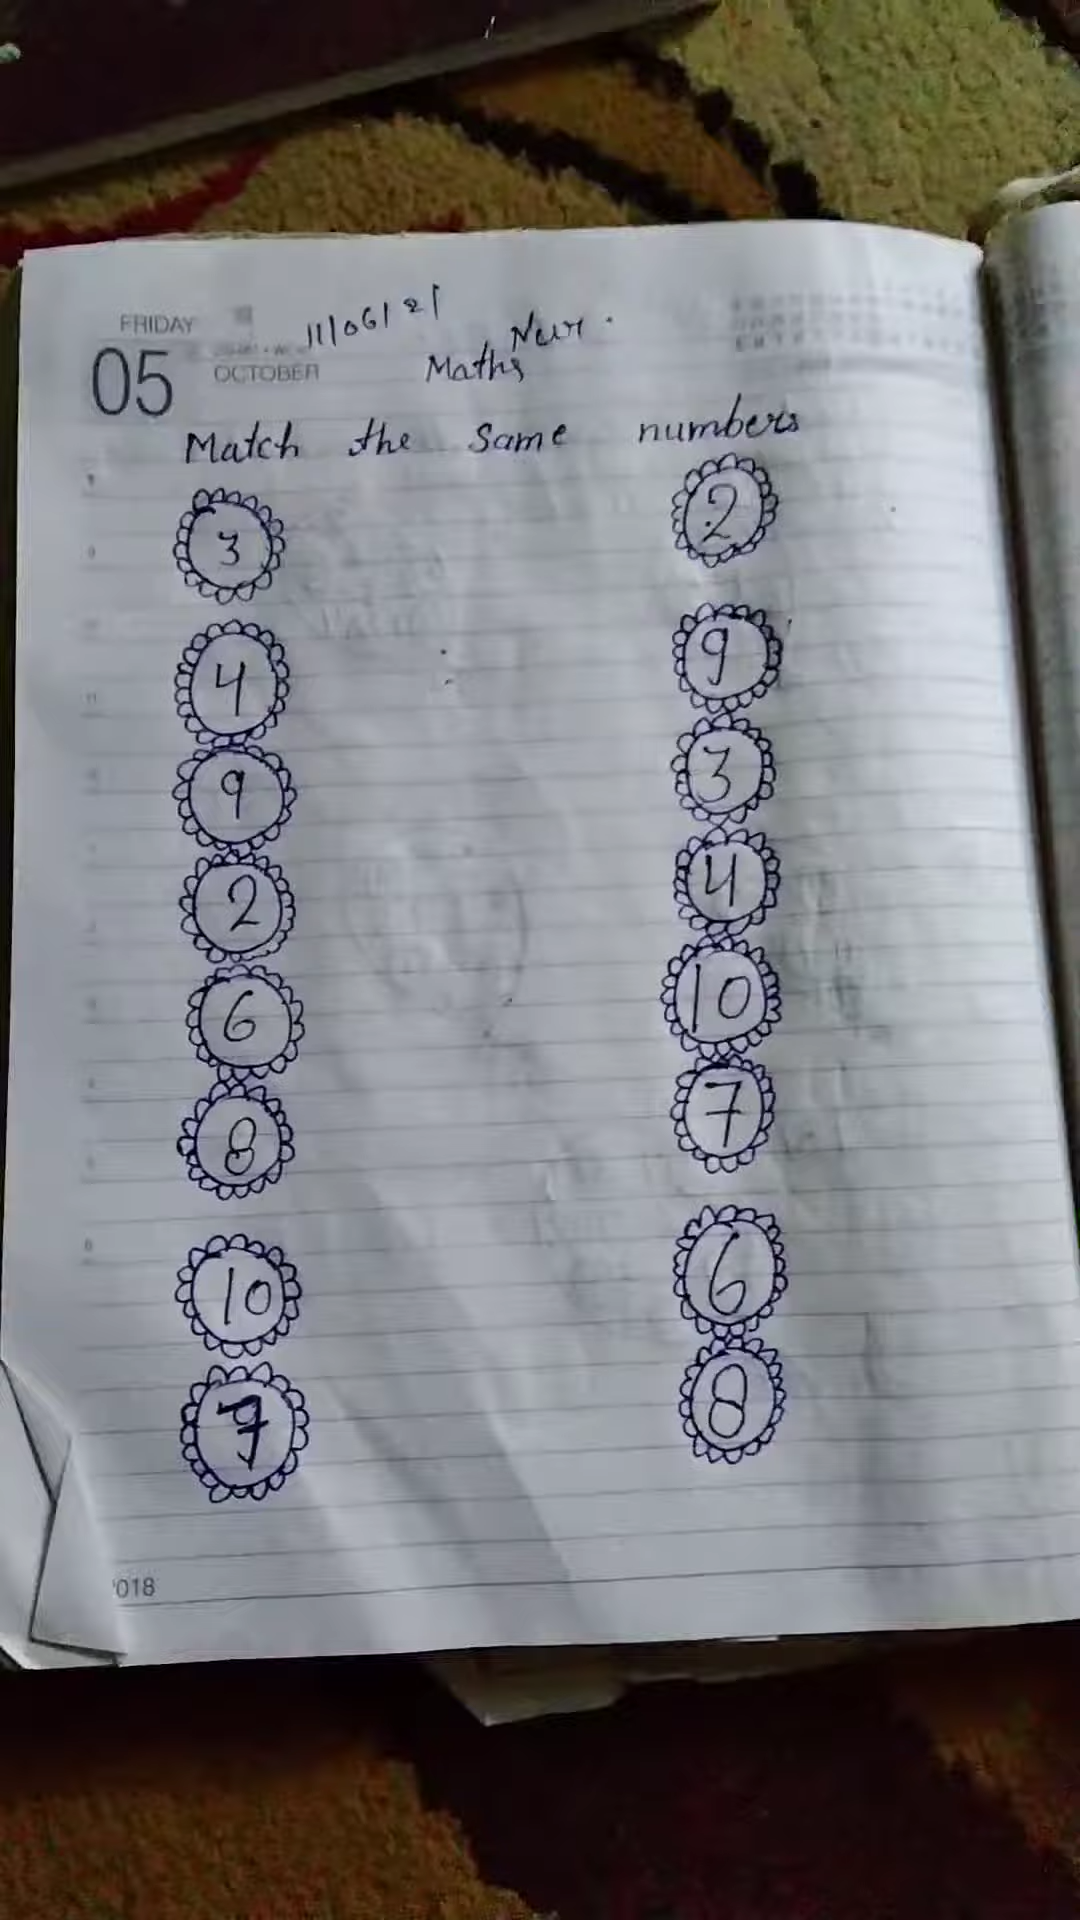 FRIDAY
05
OCTOBER
11/06/21
Nur.
Maths
Match the same numbers
3 2
4 9
9 3
2 4
6 10
8 7
10 6
7 8
2018